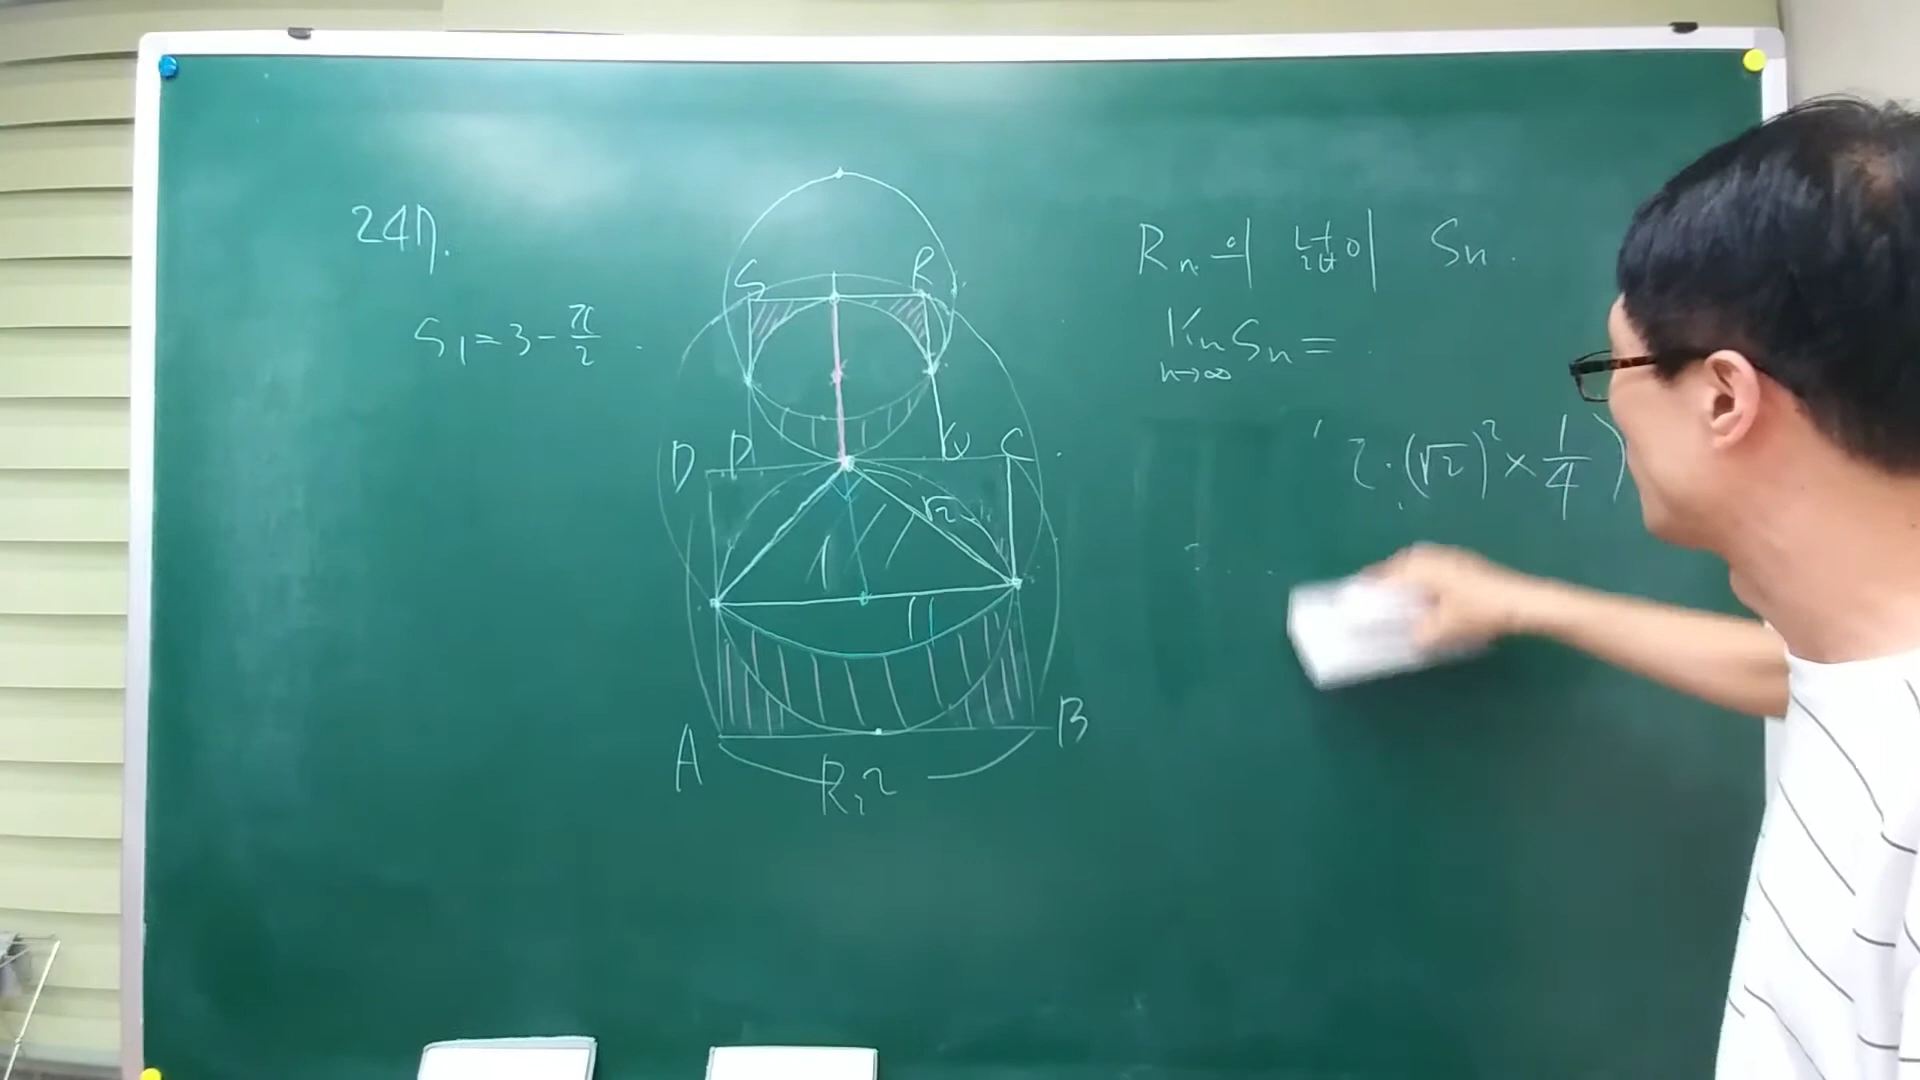 24번.
S₁=3-π/2.
Rₙ의 넓이 Sₙ.
lim Sₙ=
n→∞
2·(√2)²×1/4)
S R
D P Q C
√2
1 1
A B
R₁ 2